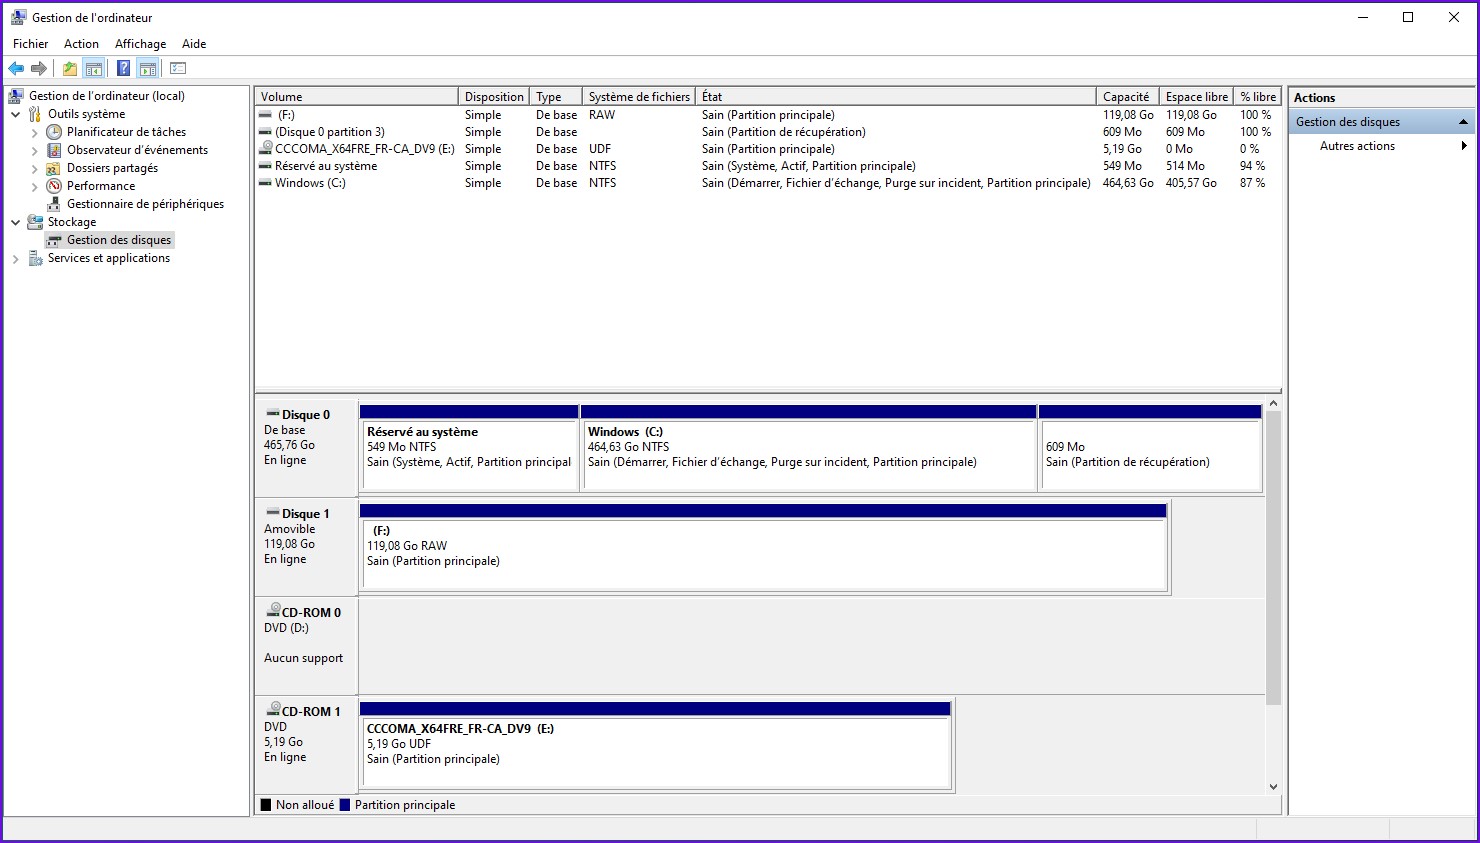 Gestion de l'ordinateur
Fichier Action Affichage Aide
Gestion de l'ordinateur (local)
Outils système
Planificateur de tâches
Observateur d'événements
Dossiers partagés
Performance
Gestionnaire de périphériques
Stockage
Gestion des disques
Services et applications
Volume Disposition Type Système de fichiers État Capacité Espace libre % libre
(F:) Simple De base RAW Sain (Partition principale) 119,08 Go 119,08 Go 100 %
(Disque 0 partition 3) Simple De base Sain (Partition de récupération) 609 Mo 609 Mo 100 %
CCCOMA_X64FRE_FR-CA_DV9 (E:) Simple De base UDF Sain (Partition principale) 5,19 Go 0 Mo 0 %
Réservé au système Simple De base NTFS Sain (Système, Actif, Partition principale) 549 Mo 514 Mo 94 %
Windows (C:) Simple De base NTFS Sain (Démarrer, Fichier d'échange, Purge sur incident, Partition principale) 464,63 Go 405,57 Go 87 %
Disque 0
De base
465,76 Go
En ligne
Réservé au système
549 Mo NTFS
Sain (Système, Actif, Partition principal
Windows (C:)
464,63 Go NTFS
Sain (Démarrer, Fichier d'échange, Purge sur incident, Partition principale)
609 Mo
Sain (Partition de récupération)
Disque 1
Amovible
119,08 Go
En ligne
(F:)
119,08 Go RAW
Sain (Partition principale)
CD-ROM 0
DVD (D:)
Aucun support
CD-ROM 1
DVD
5,19 Go
En ligne
CCCOMA_X64FRE_FR-CA_DV9 (E:)
5,19 Go UDF
Sain (Partition principale)
Non alloué Partition principale
Actions
Gestion des disques
Autres actions